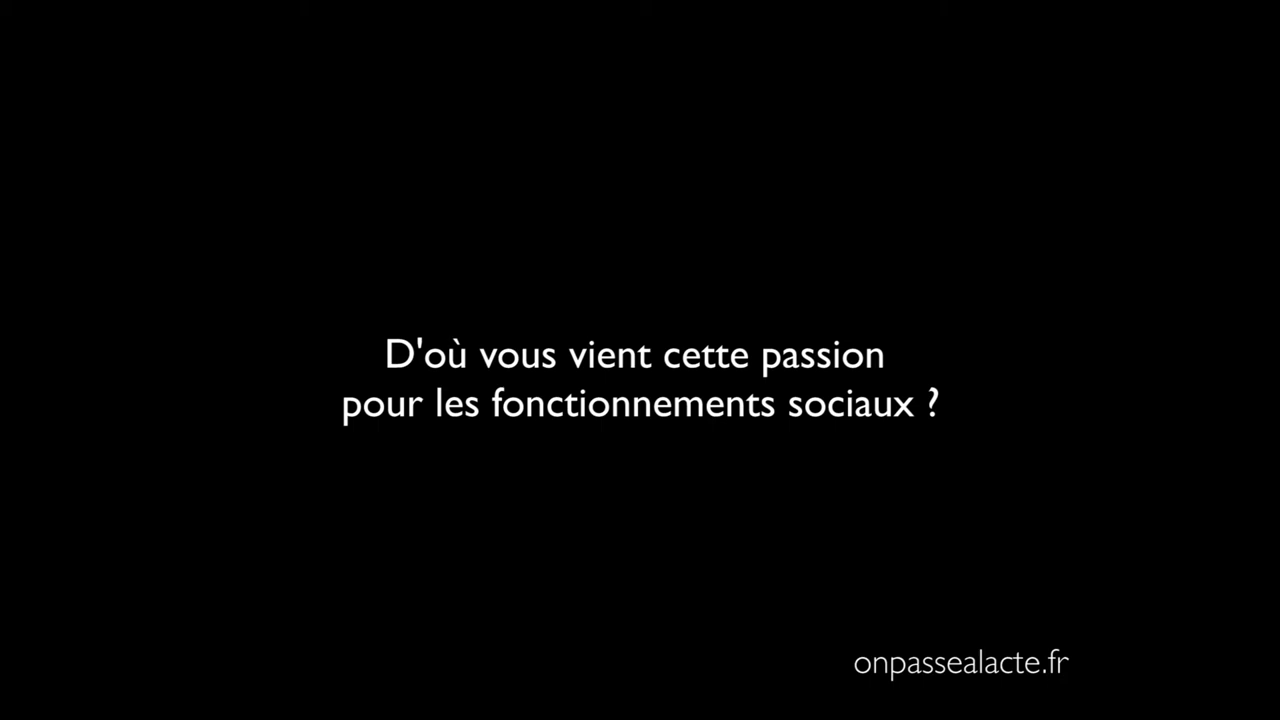 D'où vous vient cette passion
pour les fonctionnements sociaux ?
onpassealacte.fr